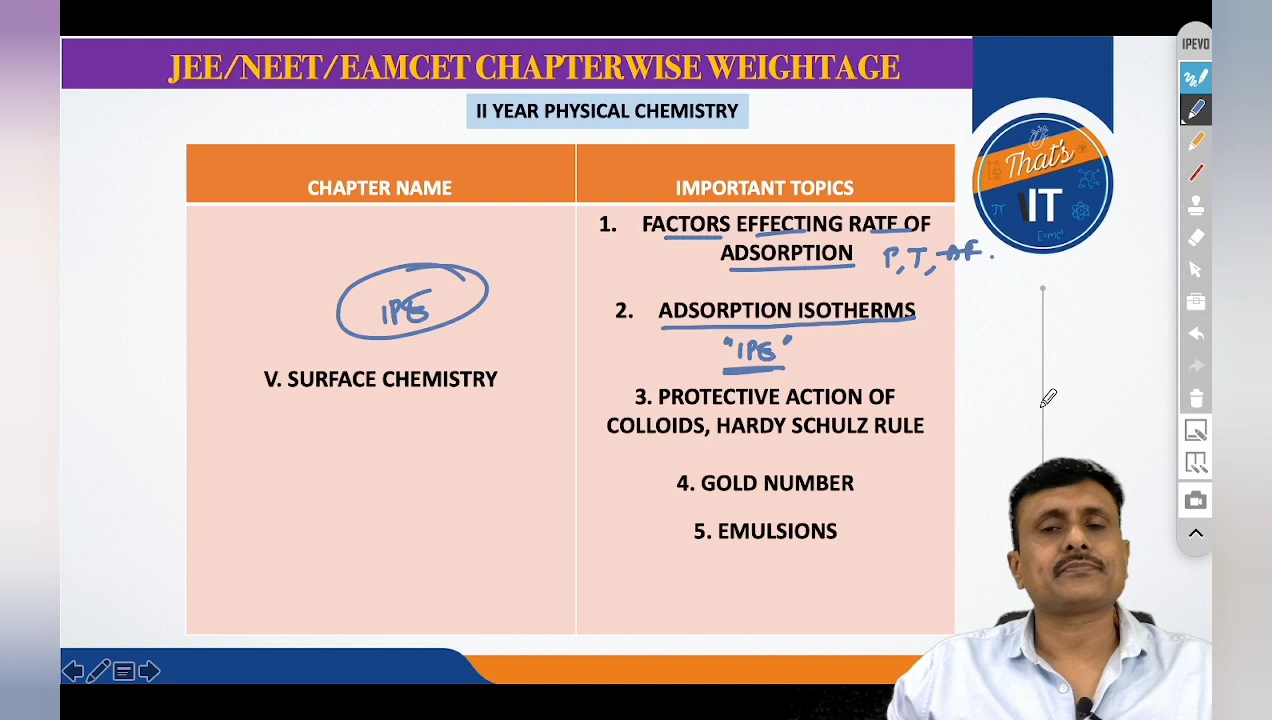 JEE/NEET/EAMCET CHAPTERWISE WEIGHTAGE
IPEVO
II YEAR PHYSICAL CHEMISTRY
That's
IIT
E=mc²
CHAPTER NAME
IMPORTANT TOPICS
1. FACTORS EFFECTING RATE OF
ADSORPTION
P, T,
IPE
2. ADSORPTION ISOTHERMS
"IPE"
V. SURFACE CHEMISTRY
3. PROTECTIVE ACTION OF
COLLOIDS, HARDY SCHULZ RULE
4. GOLD NUMBER
5. EMULSIONS